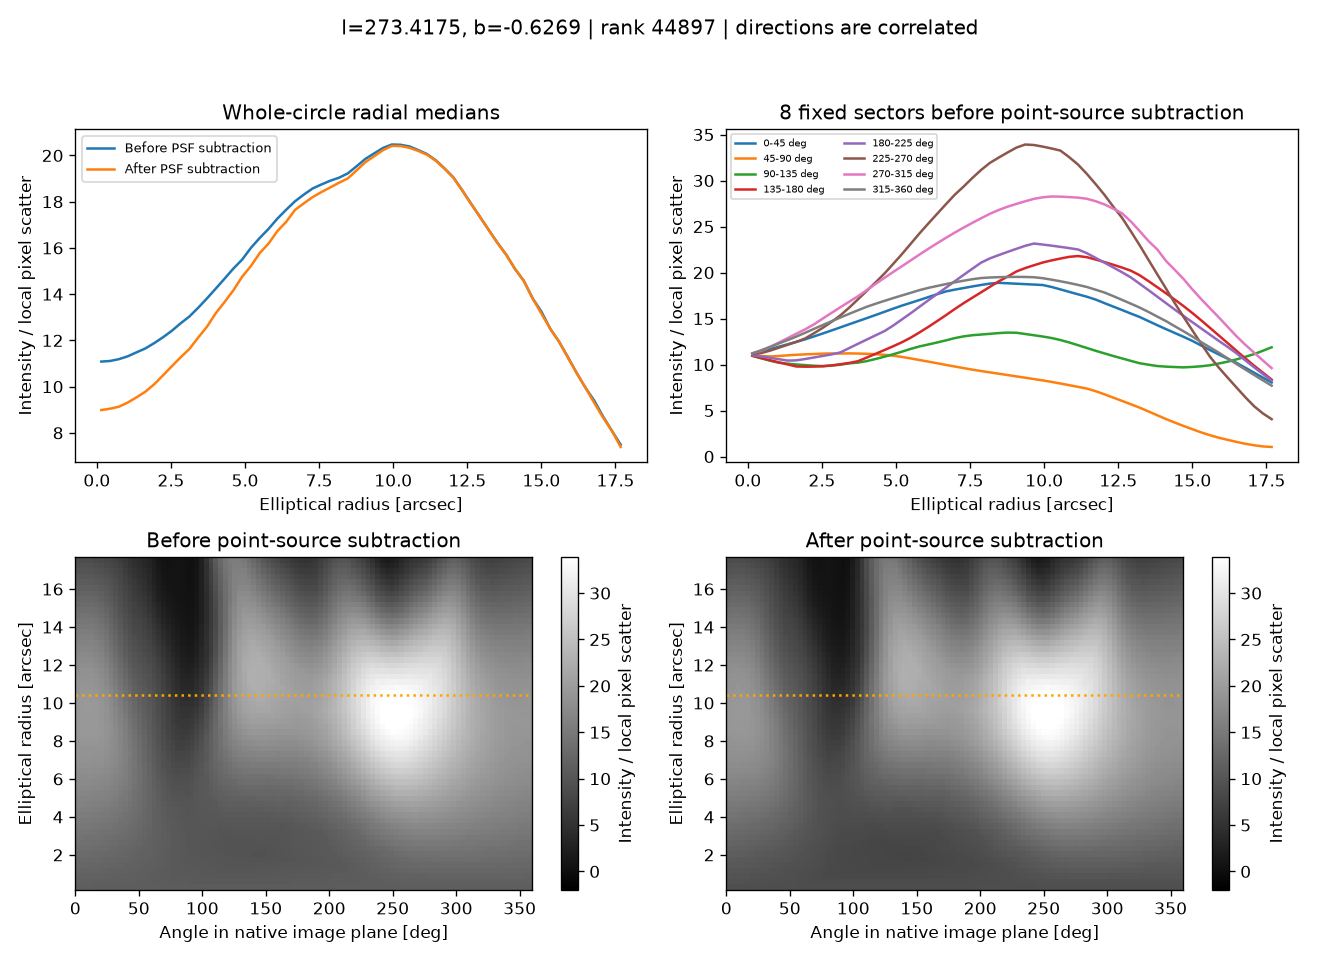 l=273.4175, b=-0.6269 | rank 44897 | directions are correlated
Whole-circle radial medians
Before PSF subtraction
After PSF subtraction
Intensity / local pixel scatter
20
18
16
14
12
10
8
0.0 2.5 5.0 7.5 10.0 12.5 15.0 17.5
Elliptical radius [arcsec]
8 fixed sectors before point-source subtraction
0-45 deg
45-90 deg
90-135 deg
135-180 deg
180-225 deg
225-270 deg
270-315 deg
315-360 deg
Intensity / local pixel scatter
35
30
25
20
15
10
5
0
0.0 2.5 5.0 7.5 10.0 12.5 15.0 17.5
Elliptical radius [arcsec]
Before point-source subtraction
Elliptical radius [arcsec]
16
14
12
10
8
6
4
2
0 50 100 150 200 250 300 350
Angle in native image plane [deg]
30
25
20
15
10
5
0
Intensity / local pixel scatter
After point-source subtraction
Elliptical radius [arcsec]
16
14
12
10
8
6
4
2
0 50 100 150 200 250 300 350
Angle in native image plane [deg]
30
25
20
15
10
5
0
Intensity / local pixel scatter